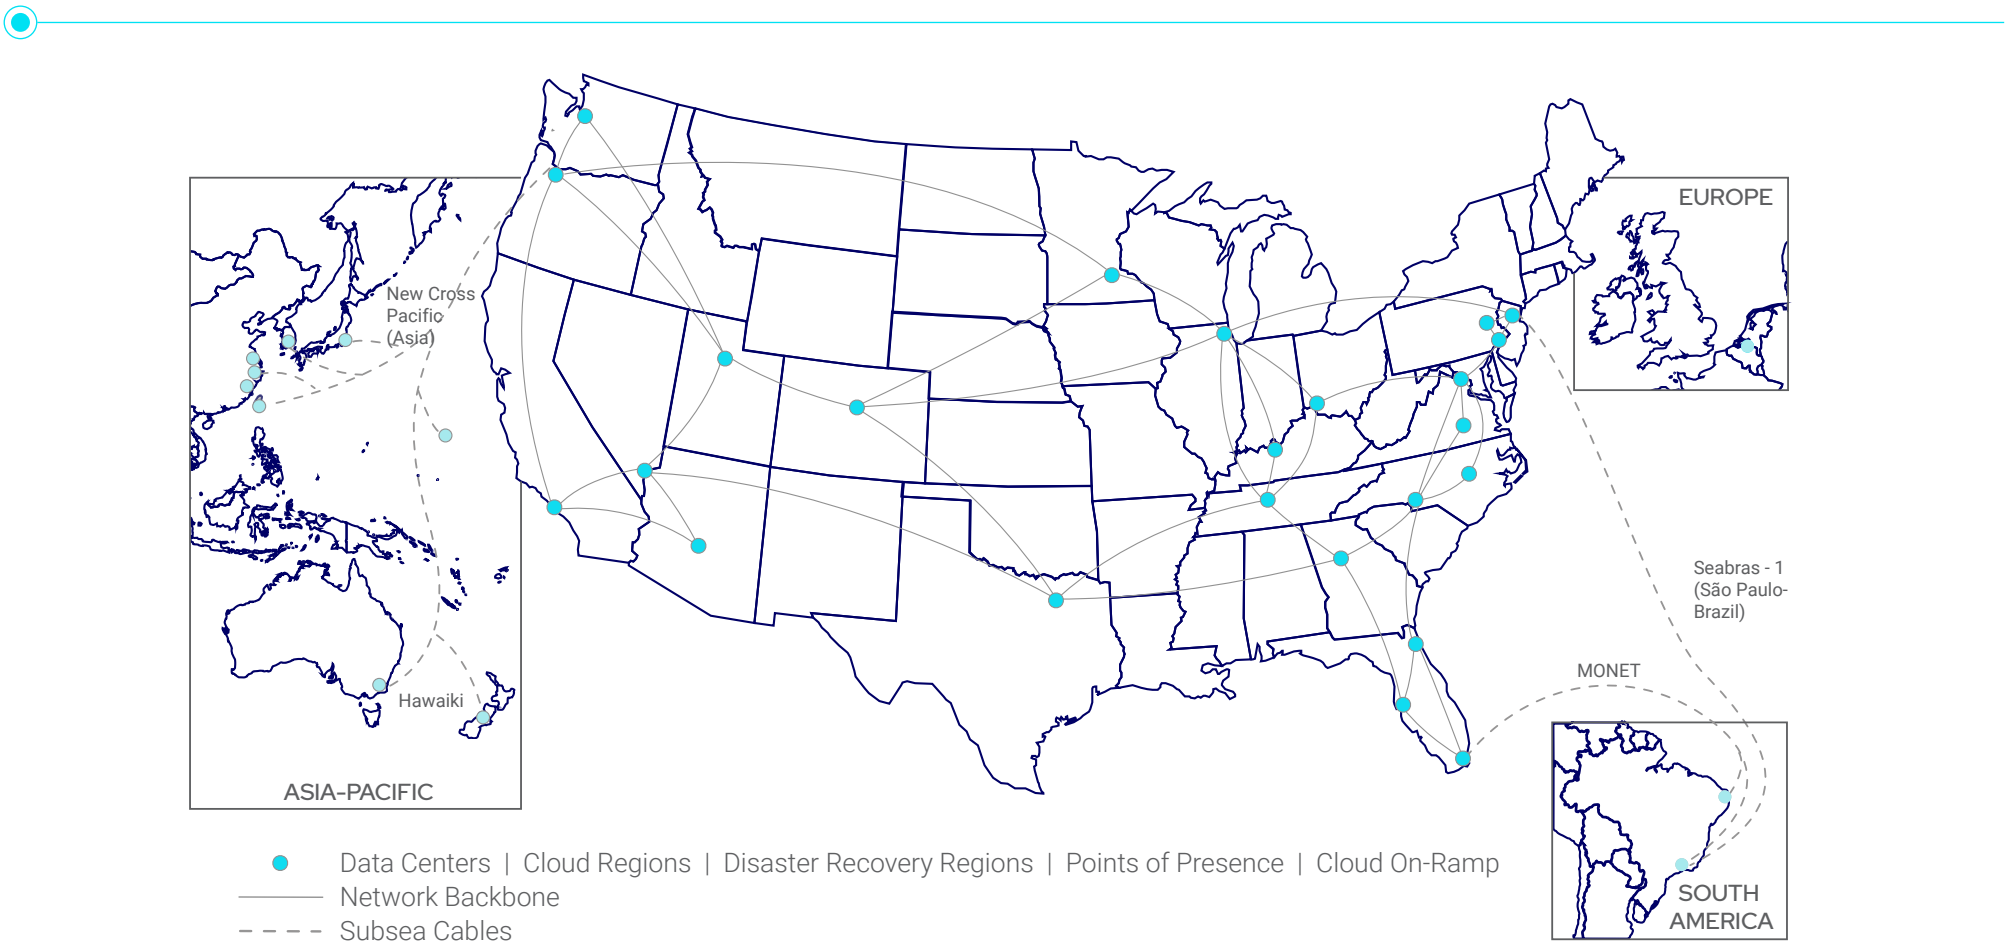 EUROPE
New Cross
Pacific
(Asia)
Seabras - 1
(São Paulo-
Brazil)
MONET
Hawaiki
ASIA-PACIFIC
Data Centers | Cloud Regions | Disaster Recovery Regions | Points of Presence | Cloud On-Ramp
Network Backbone
Subsea Cables
SOUTH
AMERICA